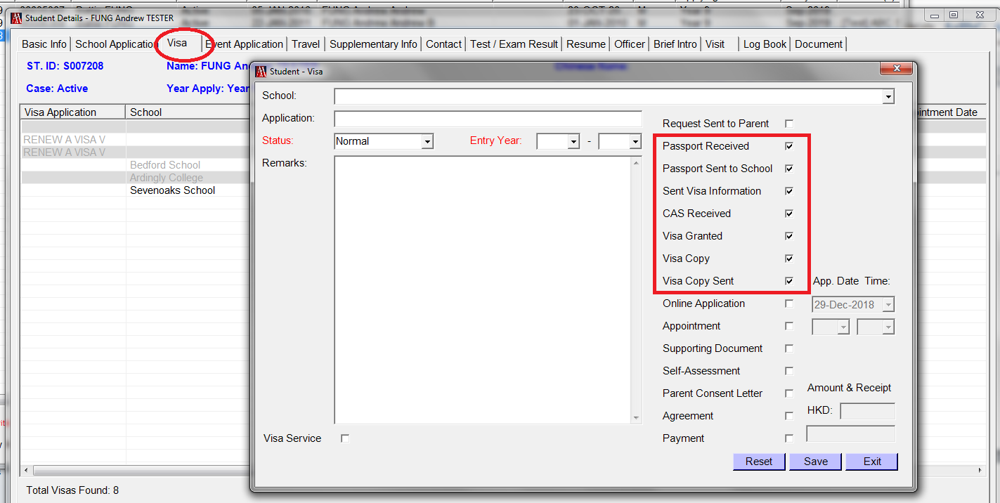 Student Details - FUNG Andrew TESTER
Basic Info School Application Visa Event Application Travel Supplementary Info Contact Test / Exam Result Resume Officer Brief Intro Visit Log Book Document
ST. ID: S007208 Name: FUNG
Case: Active Year Apply: Year
Visa Application School
RENEW A VISA V
RENEW A VISA V
Bedford School
Ardingly College
Sevenoaks School
Total Visas Found: 8
Date
Student - Visa
School:
Application:
Status: Normal Entry Year: -
Remarks:
Visa Service
Request Sent to Parent
Passport Received
Passport Sent to School
Sent Visa Information
CAS Received
Visa Granted
Visa Copy
Visa Copy Sent
App. Date Time:
Online Application 29-Dec-2018
Appointment
Supporting Document
Self-Assessment
Parent Consent Letter
Amount & Receipt
Agreement HKD:
Payment
Reset Save Exit